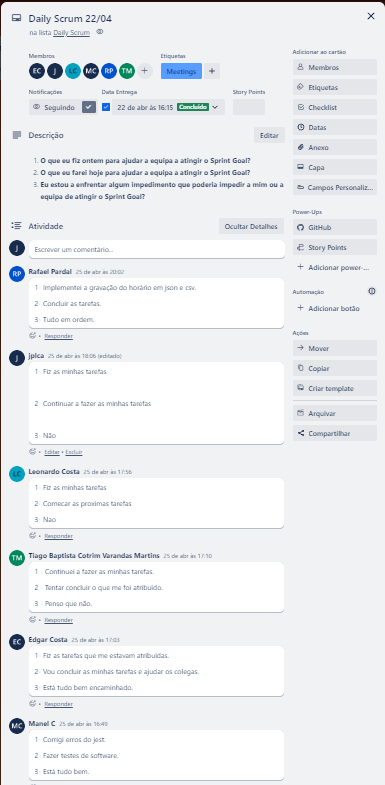 Daily Scrum 22/04
na lista Daily Scrum
Membros
EC J LC MC RP TM +
Etiquetas
Meetings +
Notificações
Seguindo
Data Entrega
22 de abr às 16:15 Concluído
Story Points
Descrição
Editar
1. O que eu fiz ontem para ajudar a equipa a atingir o Sprint Goal?
2. O que eu farei hoje para ajudar a equipa a atingir o Sprint Goal?
3. Eu estou a enfrentar algum impedimento que poderia impedir a mim ou a
equipa de atingir o Sprint Goal?
Atividade
Ocultar Detalhes
J
Escrever um comentário...
RP
Rafael Pardal 25 de abr às 20:02
1 - Implementei a gravação do horário em json e csv.
2 - Concluir as tarefas.
3 - Tudo em ordem.
• Responder
J
jpica 25 de abr às 18:06 (editado)
1 - Fiz as minhas tarefas
2 - Continuar a fazer as minhas tarefas
3 - Não
• Editar • Excluir
LC
Leonardo Costa 25 de abr às 17:56
1 - Fiz as minhas tarefas
2 - Começar as proximas tarefas
3 - Nao
• Responder
TM
Tiago Baptista Cotrim Varandas Martins 25 de abr às 17:10
1 - Continuei a fazer as minhas tarefas.
2 - Tentar concluir o que me foi atribuido.
3 - Penso que não.
• Responder
EC
Edgar Costa 25 de abr às 17:03
1 - Fiz as tarefas que me estavam atribuidas.
2 - Vou concluir as minhas tarefas e ajudar os colegas.
3 - Está tudo bem encaminhado.
• Responder
MC
Manel C 25 de abr às 16:49
1 - Corrigi erros do jest.
2 - Fazer testes de software.
3 - Está tudo bem.
Adicionar ao cartão
Membros
Etiquetas
Checklist
Datas
Anexo
Capa
Campos Personaliz...
Power-Ups
GitHub
Story Points
+ Adicionar power-...
Automação
+ Adicionar botão
Ações
Mover
Copiar
Criar template
Arquivar
Compartilhar